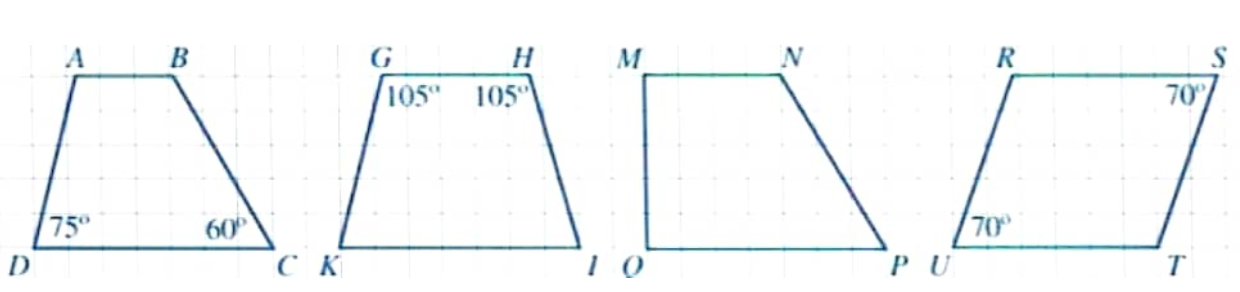 A B G H M N R S
105° 105° 70°
75° 60° 70°
D C K I Q P U T